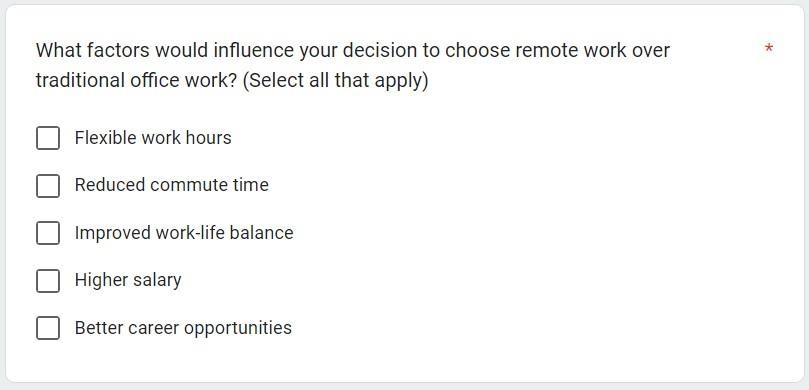 What factors would influence your decision to choose remote work over *
traditional office work? (Select all that apply)
Flexible work hours
Reduced commute time
Improved work-life balance
Higher salary
Better career opportunities